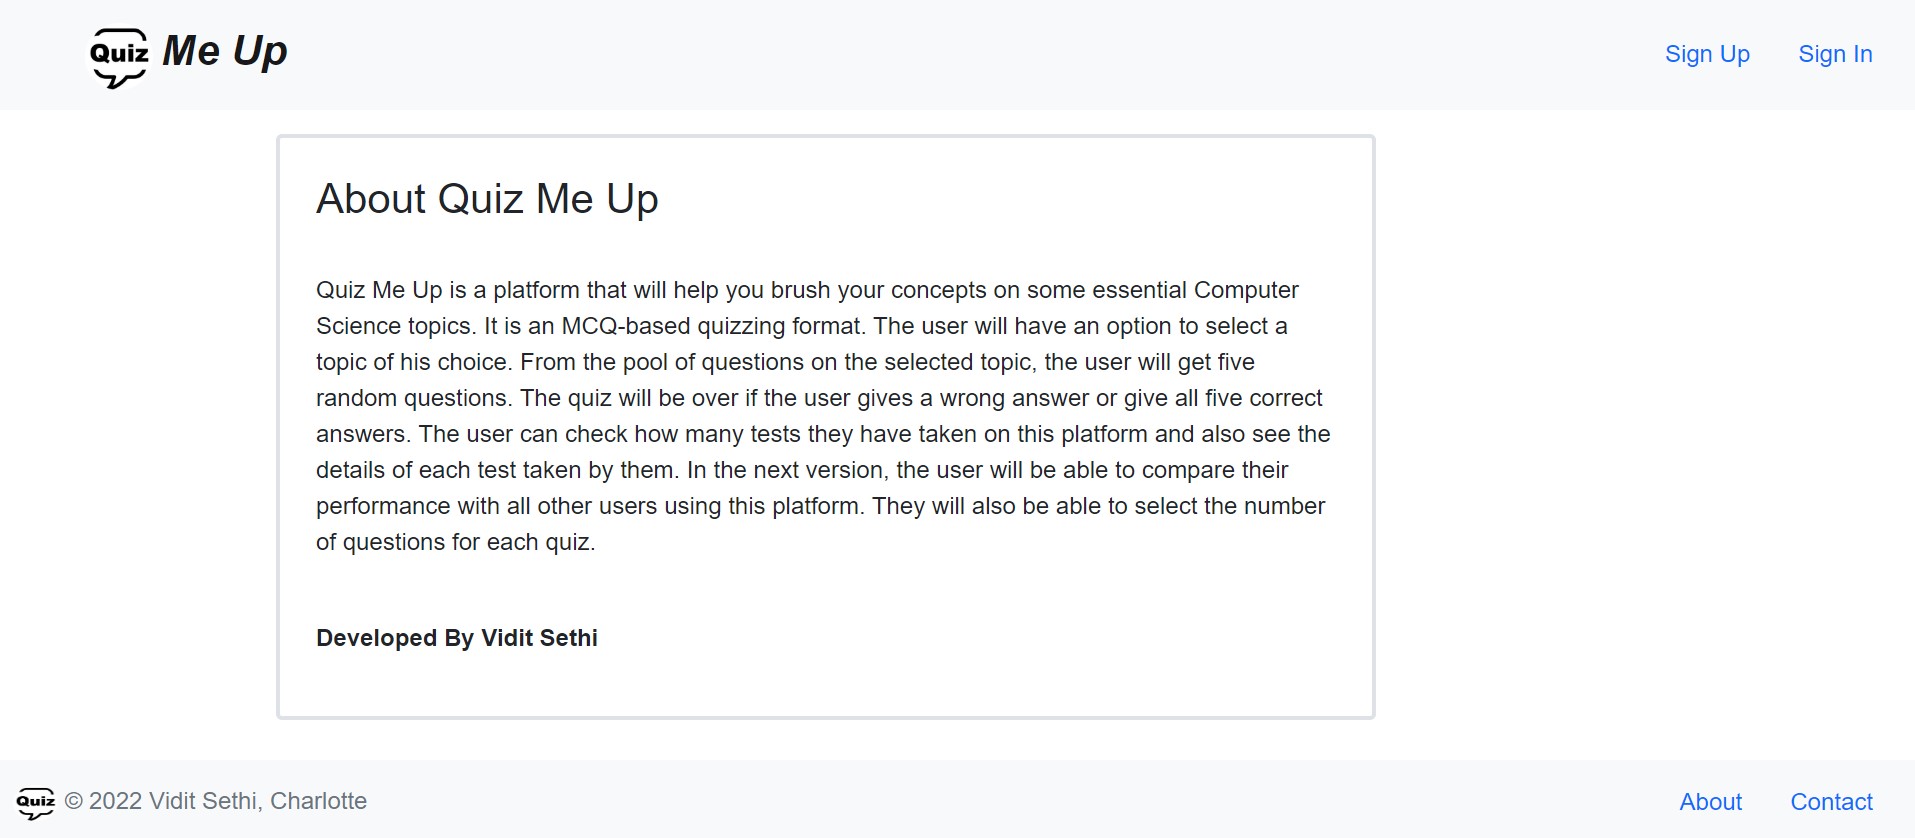 Quiz Me Up
Sign Up
Sign In
About Quiz Me Up
Quiz Me Up is a platform that will help you brush your concepts on some essential Computer
Science topics. It is an MCQ-based quizzing format. The user will have an option to select a
topic of his choice. From the pool of questions on the selected topic, the user will get five
random questions. The quiz will be over if the user gives a wrong answer or give all five correct
answers. The user can check how many tests they have taken on this platform and also see the
details of each test taken by them. In the next version, the user will be able to compare their
performance with all other users using this platform. They will also be able to select the number
of questions for each quiz.
Developed By Vidit Sethi
Quiz © 2022 Vidit Sethi, Charlotte
About
Contact